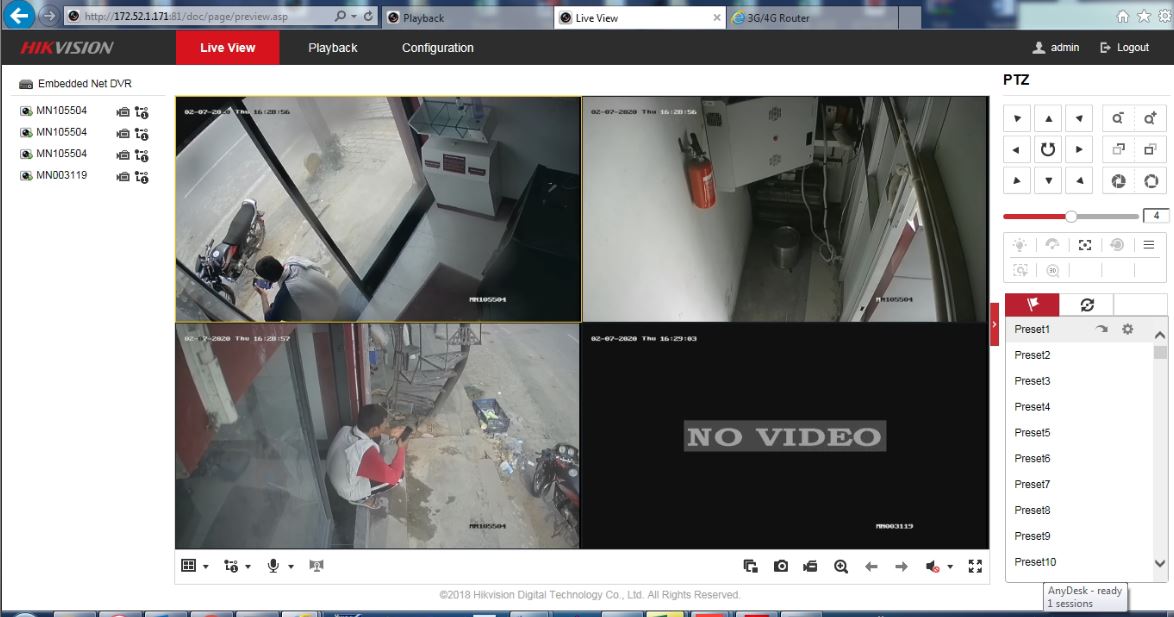 http://172.52.1.171:81/doc/page/preview.asp
Playback
Live View
3G/4G Router
HIKVISION
Live View
Playback
Configuration
admin
Logout
Embedded Net DVR
MN105504
MN105504
MN105504
MN003119
02-07-2020 Thu 16:28:56
MN105504
02-07-2020 Thu 16:28:56
MN105504
02-07-2020 Thu 16:28:57
MN105504
02-07-2020 Thu 16:29:03
NO VIDEO
MN003119
PTZ
4
3D
Preset1
Preset2
Preset3
Preset4
Preset5
Preset6
Preset7
Preset8
Preset9
Preset10
©2018 Hikvision Digital Technology Co., Ltd. All Rights Reserved.
AnyDesk - ready
1 sessions